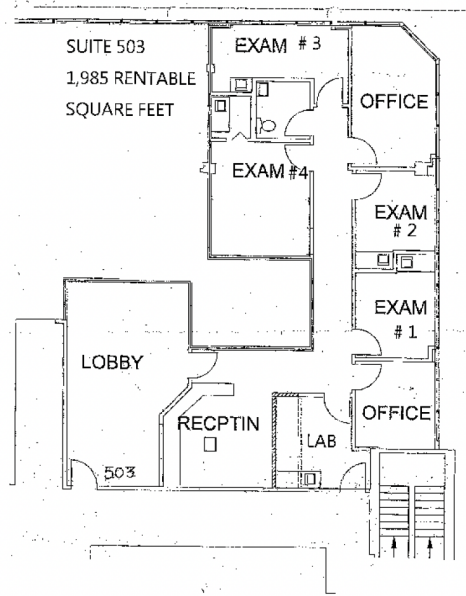 SUITE 503
1,985 RENTABLE
SQUARE FEET
EXAM # 3
OFFICE
EXAM #4
EXAM
# 2
EXAM
# 1
LOBBY
OFFICE
RECPTIN
LAB
503